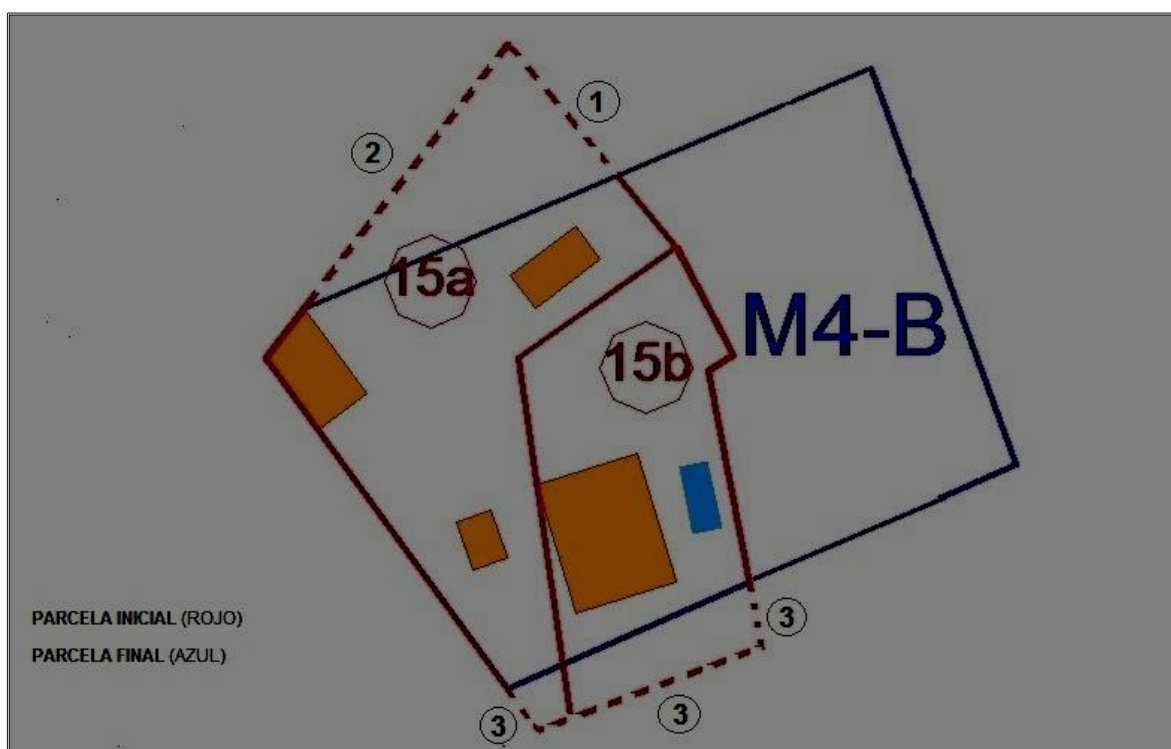 1
2
15a
15b
M4-B
PARCELA INICIAL (ROJO)
PARCELA FINAL (AZUL)
3
3
3